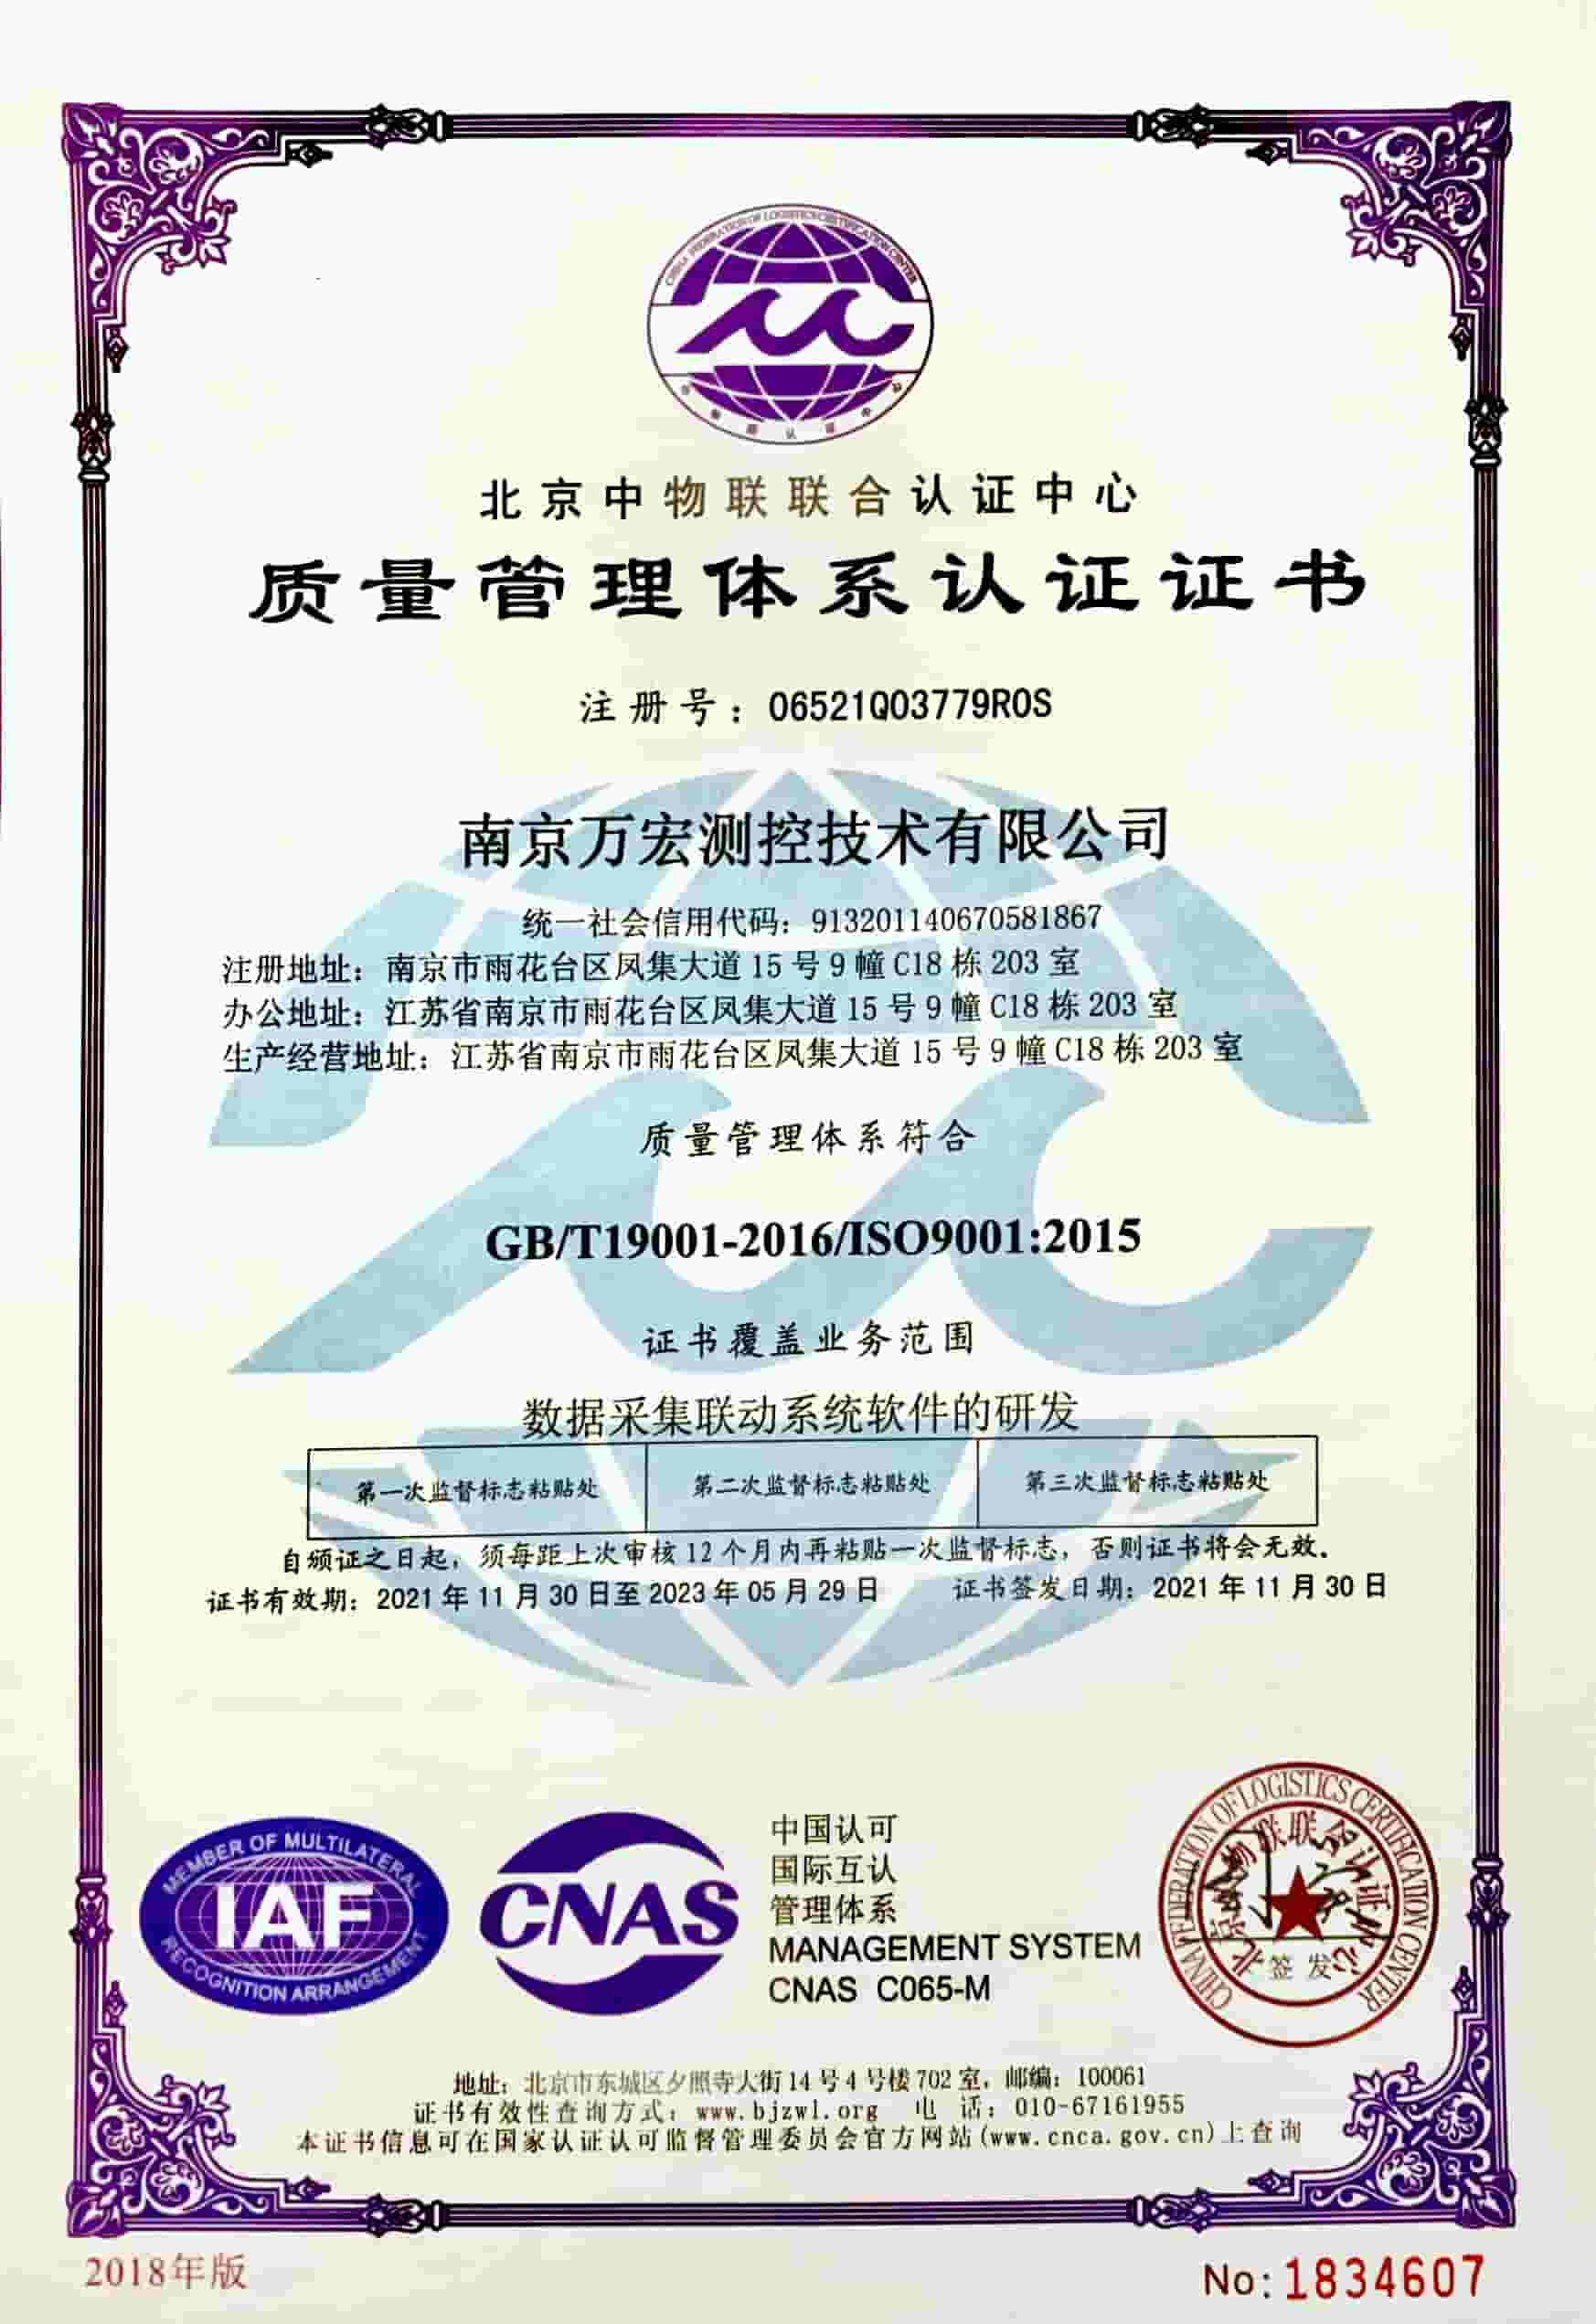 CHINA FEDERATION OF LOGISTICS CERTIFICATION CENTER
北京中物联联合认证中心
质量管理体系认证证书
注册号：06521Q03779R0S
南京万宏测控技术有限公司
统一社会信用代码：913201140670581867
注册地址：南京市雨花台区凤集大道15号9幢C18栋203室
办公地址：江苏省南京市雨花台区凤集大道15号9幢C18栋203室
生产经营地址：江苏省南京市雨花台区凤集大道15号9幢C18栋203室
质量管理体系符合
GB/T19001-2016/ISO9001:2015
证书覆盖业务范围
数据采集联动系统软件的研发
第一次监督标志粘贴处 第二次监督标志粘贴处 第三次监督标志粘贴处
自颁证之日起，须每距上次审核12个月内再粘贴一次监督标志，否则证书将会无效。
证书有效期：2021年11月30日至2023年05月29日 证书签发日期：2021年11月30日
MEMBER OF MULTILATERAL
IAF
RECOGNITION ARRANGEMENT
CNAS
中国认可
国际互认
管理体系
MANAGEMENT SYSTEM
CNAS C065-M
CHINA FEDERATION OF LOGISTICS CERTIFICATION CENTER
北京中物联联合认证中心
签发
地址：北京市东城区夕照寺大街14号4号楼702室，邮编：100061
证书有效性查询方式：www.bjzwl.org 电 话：010-67161955
本证书信息可在国家认证认可监督管理委员会官方网站(www.cnca.gov.cn)上查询
2018年版
No:1834607